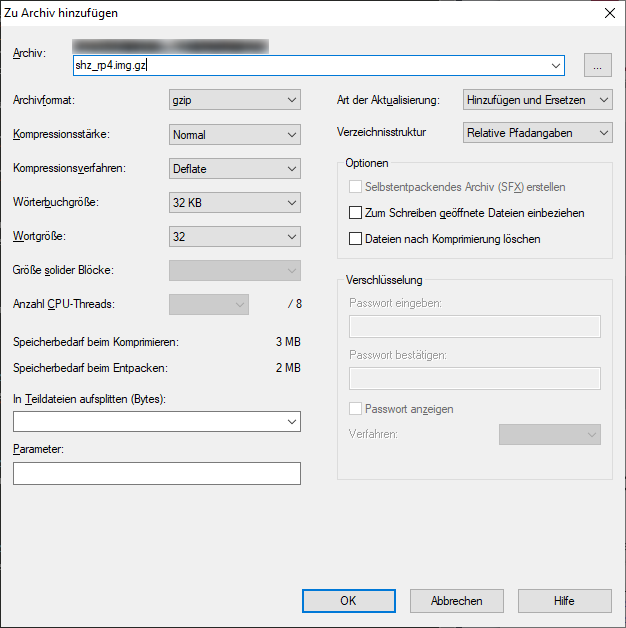 Zu Archiv hinzufügen
Archiv:
shz_rp4.img.gz
...
Archivformat:
gzip
Kompressionsstärke:
Normal
Kompressionsverfahren:
Deflate
Wörterbuchgröße:
32 KB
Wortgröße:
32
Größe solider Blöcke:
Anzahl CPU-Threads:
/ 8
Speicherbedarf beim Komprimieren:
3 MB
Speicherbedarf beim Entpacken:
2 MB
In Teildateien aufsplitten (Bytes):
Parameter:
Art der Aktualisierung:
Hinzufügen und Ersetzen
Verzeichnisstruktur
Relative Pfadangaben
Optionen
Selbstentpackendes Archiv (SFX) erstellen
Zum Schreiben geöffnete Dateien einbeziehen
Dateien nach Komprimierung löschen
Verschlüsselung
Passwort eingeben:
Passwort bestätigen:
Passwort anzeigen
Verfahren:
OK
Abbrechen
Hilfe